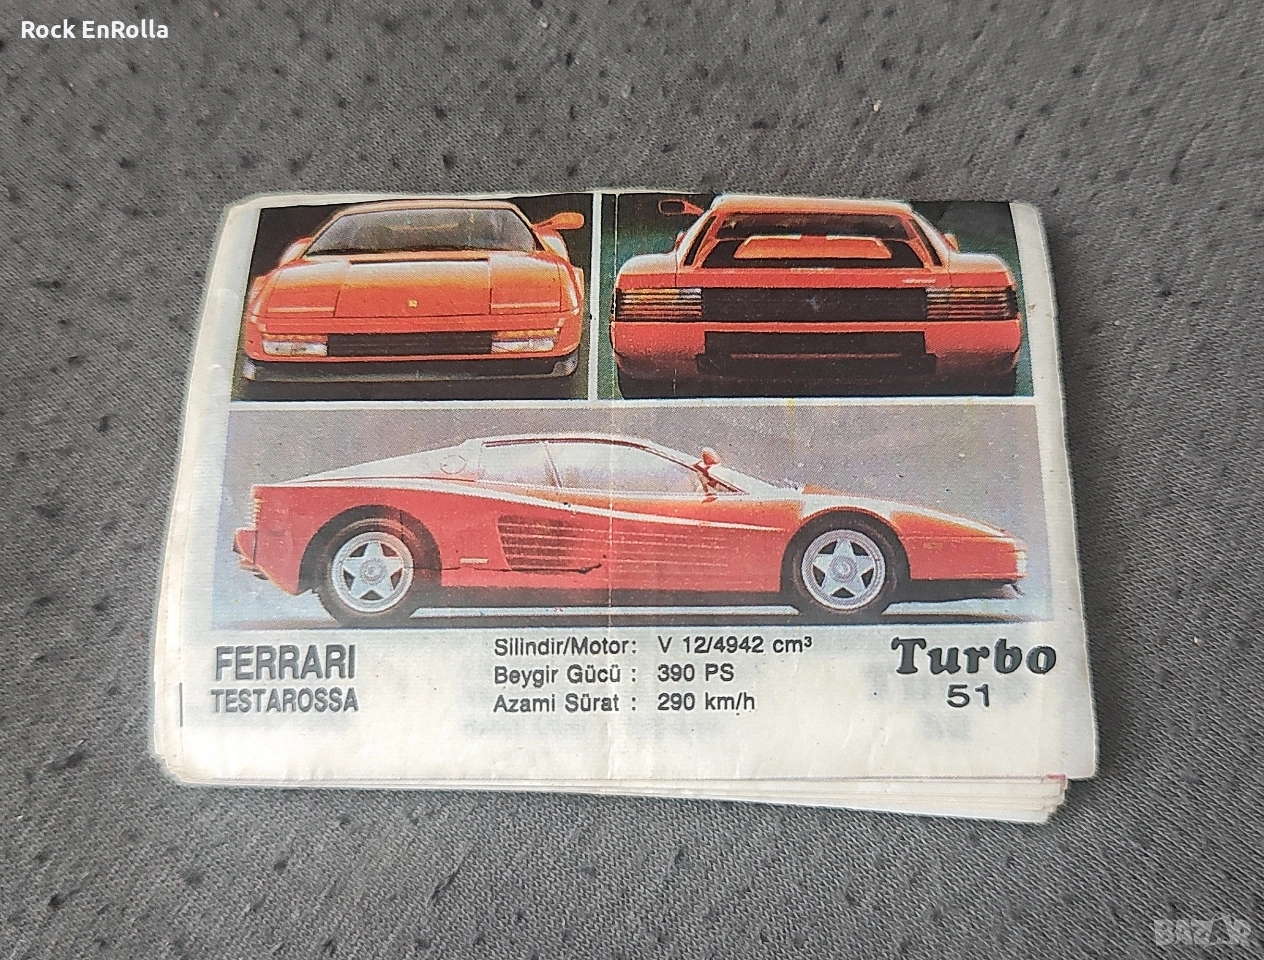 Rock EnRolla
FERRARI
TESTAROSSA
Silindir/Motor: V 12/4942 cm³
Beygir Gücü : 390 PS
Azami Sürat : 290 km/h
Turbo
51
BAZAR